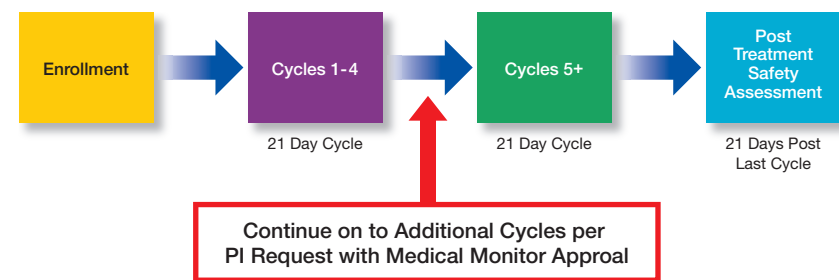 Enrollment
Cycles 1-4
Cycles 5+
Post
Treatment
Safety
Assessment
21 Day Cycle
21 Day Cycle
21 Days Post
Last Cycle
Continue on to Additional Cycles per
PI Request with Medical Monitor Approal